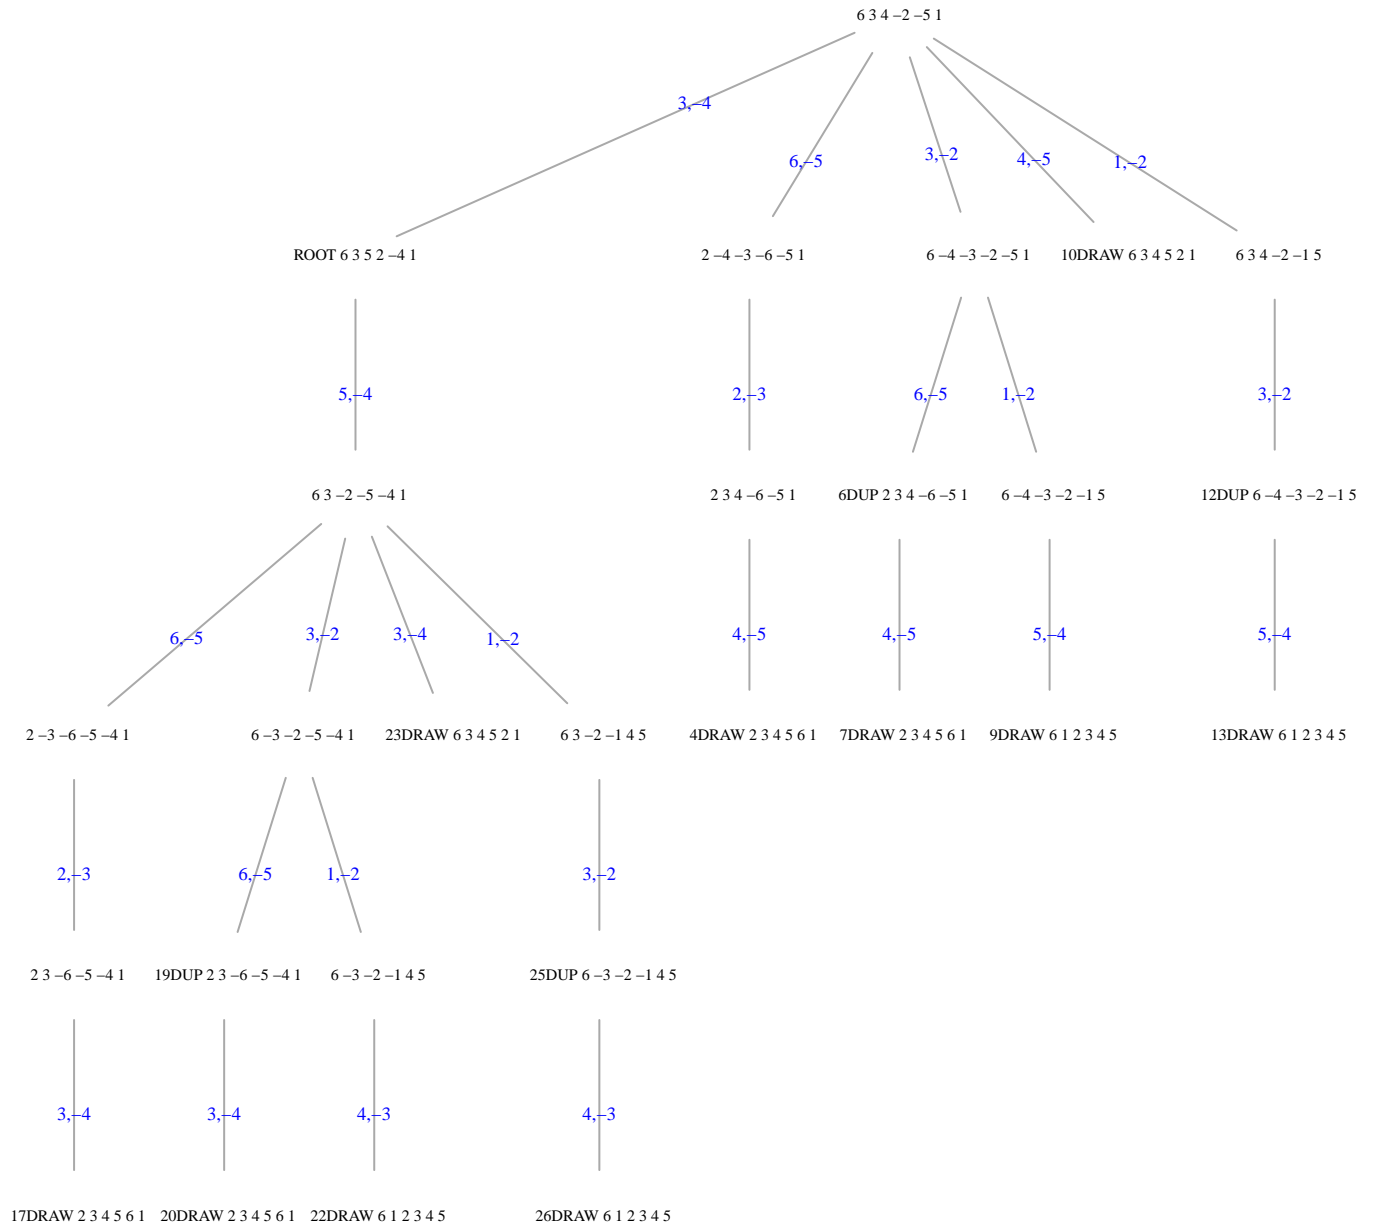 6 3 4 −2 −5 1
3,−4
6,−5
3,−2
4,−5
1,−2
ROOT 6 3 5 2 −4 1
2 −4 −3 −6 −5 1
6 −4 −3 −2 −5 1
10DRAW 6 3 4 5 2 1
6 3 4 −2 −1 5
5,−4
2,−3
6,−5
1,−2
3,−2
6 3 −2 −5 −4 1
2 3 4 −6 −5 1
6DUP 2 3 4 −6 −5 1
6 −4 −3 −2 −1 5
12DUP 6 −4 −3 −2 −1 5
6,−5
3,−2
3,−4
1,−2
4,−5
4,−5
5,−4
5,−4
2 −3 −6 −5 −4 1
6 −3 −2 −5 −4 1
23DRAW 6 3 4 5 2 1
6 3 −2 −1 4 5
4DRAW 2 3 4 5 6 1
7DRAW 2 3 4 5 6 1
9DRAW 6 1 2 3 4 5
13DRAW 6 1 2 3 4 5
2,−3
6,−5
1,−2
3,−2
2 3 −6 −5 −4 1
19DUP 2 3 −6 −5 −4 1
6 −3 −2 −1 4 5
25DUP 6 −3 −2 −1 4 5
3,−4
3,−4
4,−3
4,−3
17DRAW 2 3 4 5 6 1
20DRAW 2 3 4 5 6 1
22DRAW 6 1 2 3 4 5
26DRAW 6 1 2 3 4 5